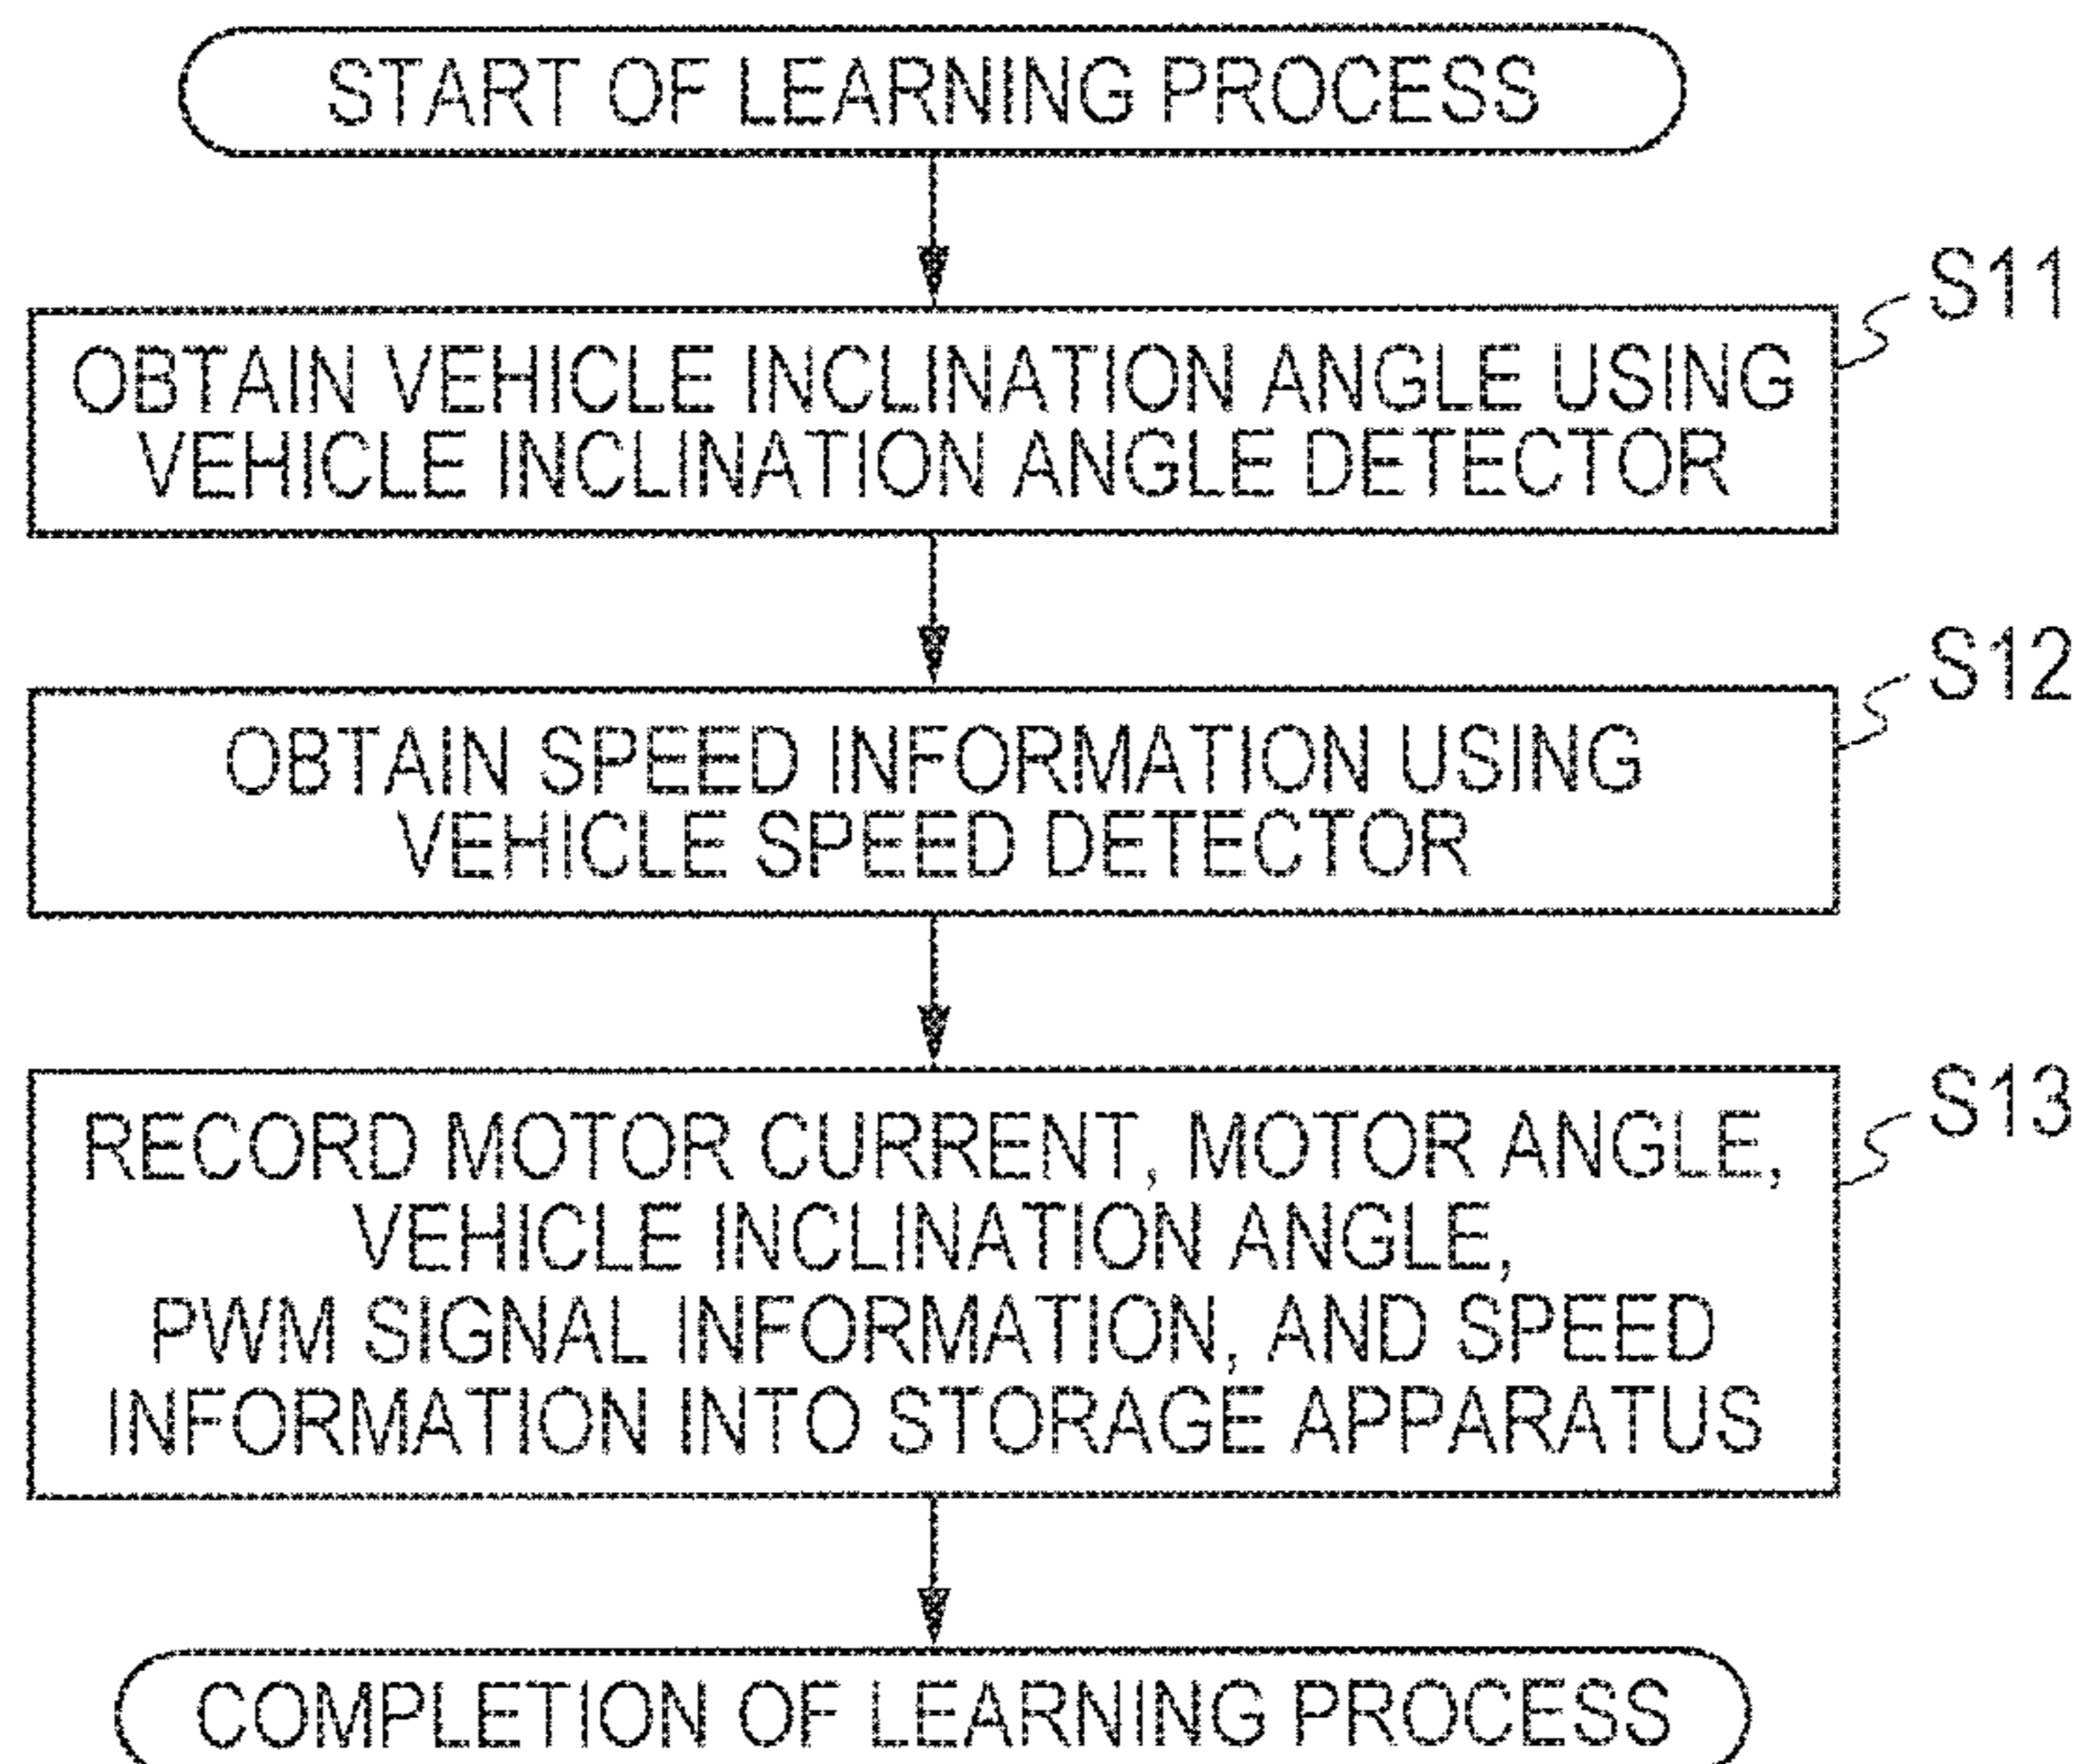 START OF LEARNING PROCESS
S11
OBTAIN VEHICLE INCLINATION ANGLE USING
VEHICLE INCLINATION ANGLE DETECTOR
S12
OBTAIN SPEED INFORMATION USING
VEHICLE SPEED DETECTOR
S13
RECORD MOTOR CURRENT, MOTOR ANGLE,
VEHICLE INCLINATION ANGLE,
PWM SIGNAL INFORMATION, AND SPEED
INFORMATION INTO STORAGE APPARATUS
COMPLETION OF LEARNING PROCESS